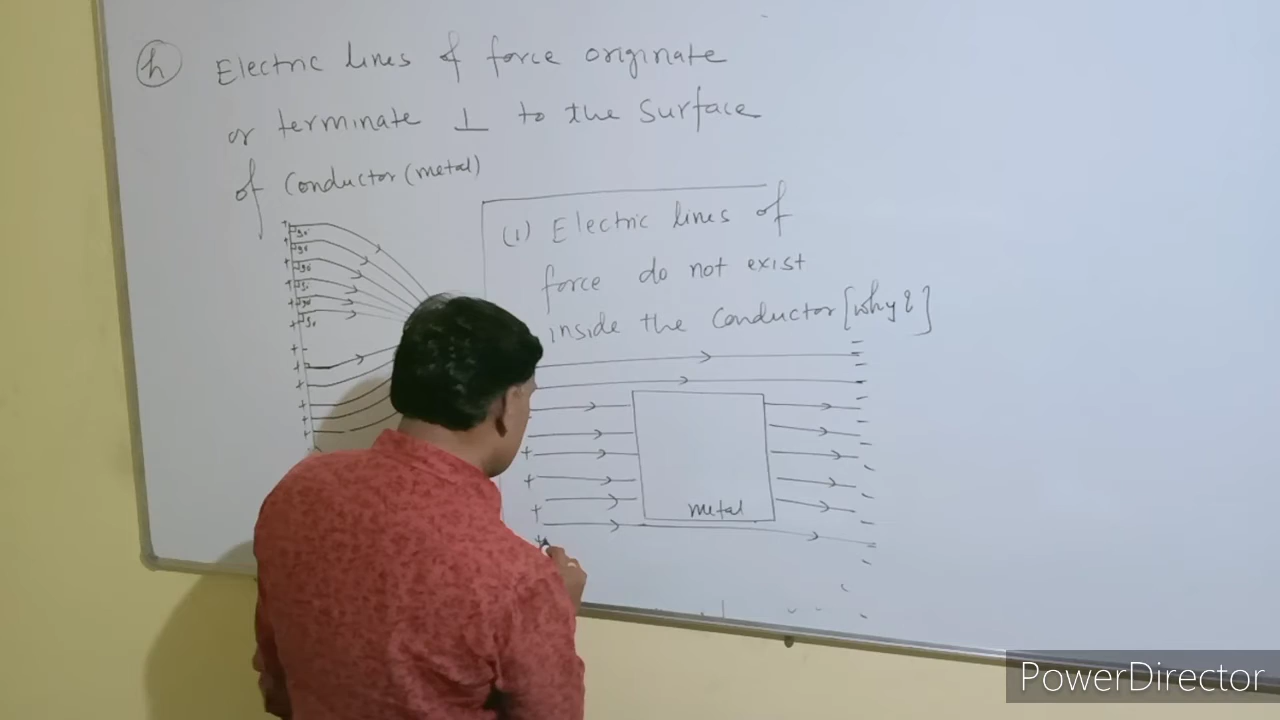 (h) Electric lines of force originate
or terminate ⊥ to the surface
of conductor (metal)
(1) Electric lines of
force do not exist
inside the conductor [why?]
metal
PowerDirector